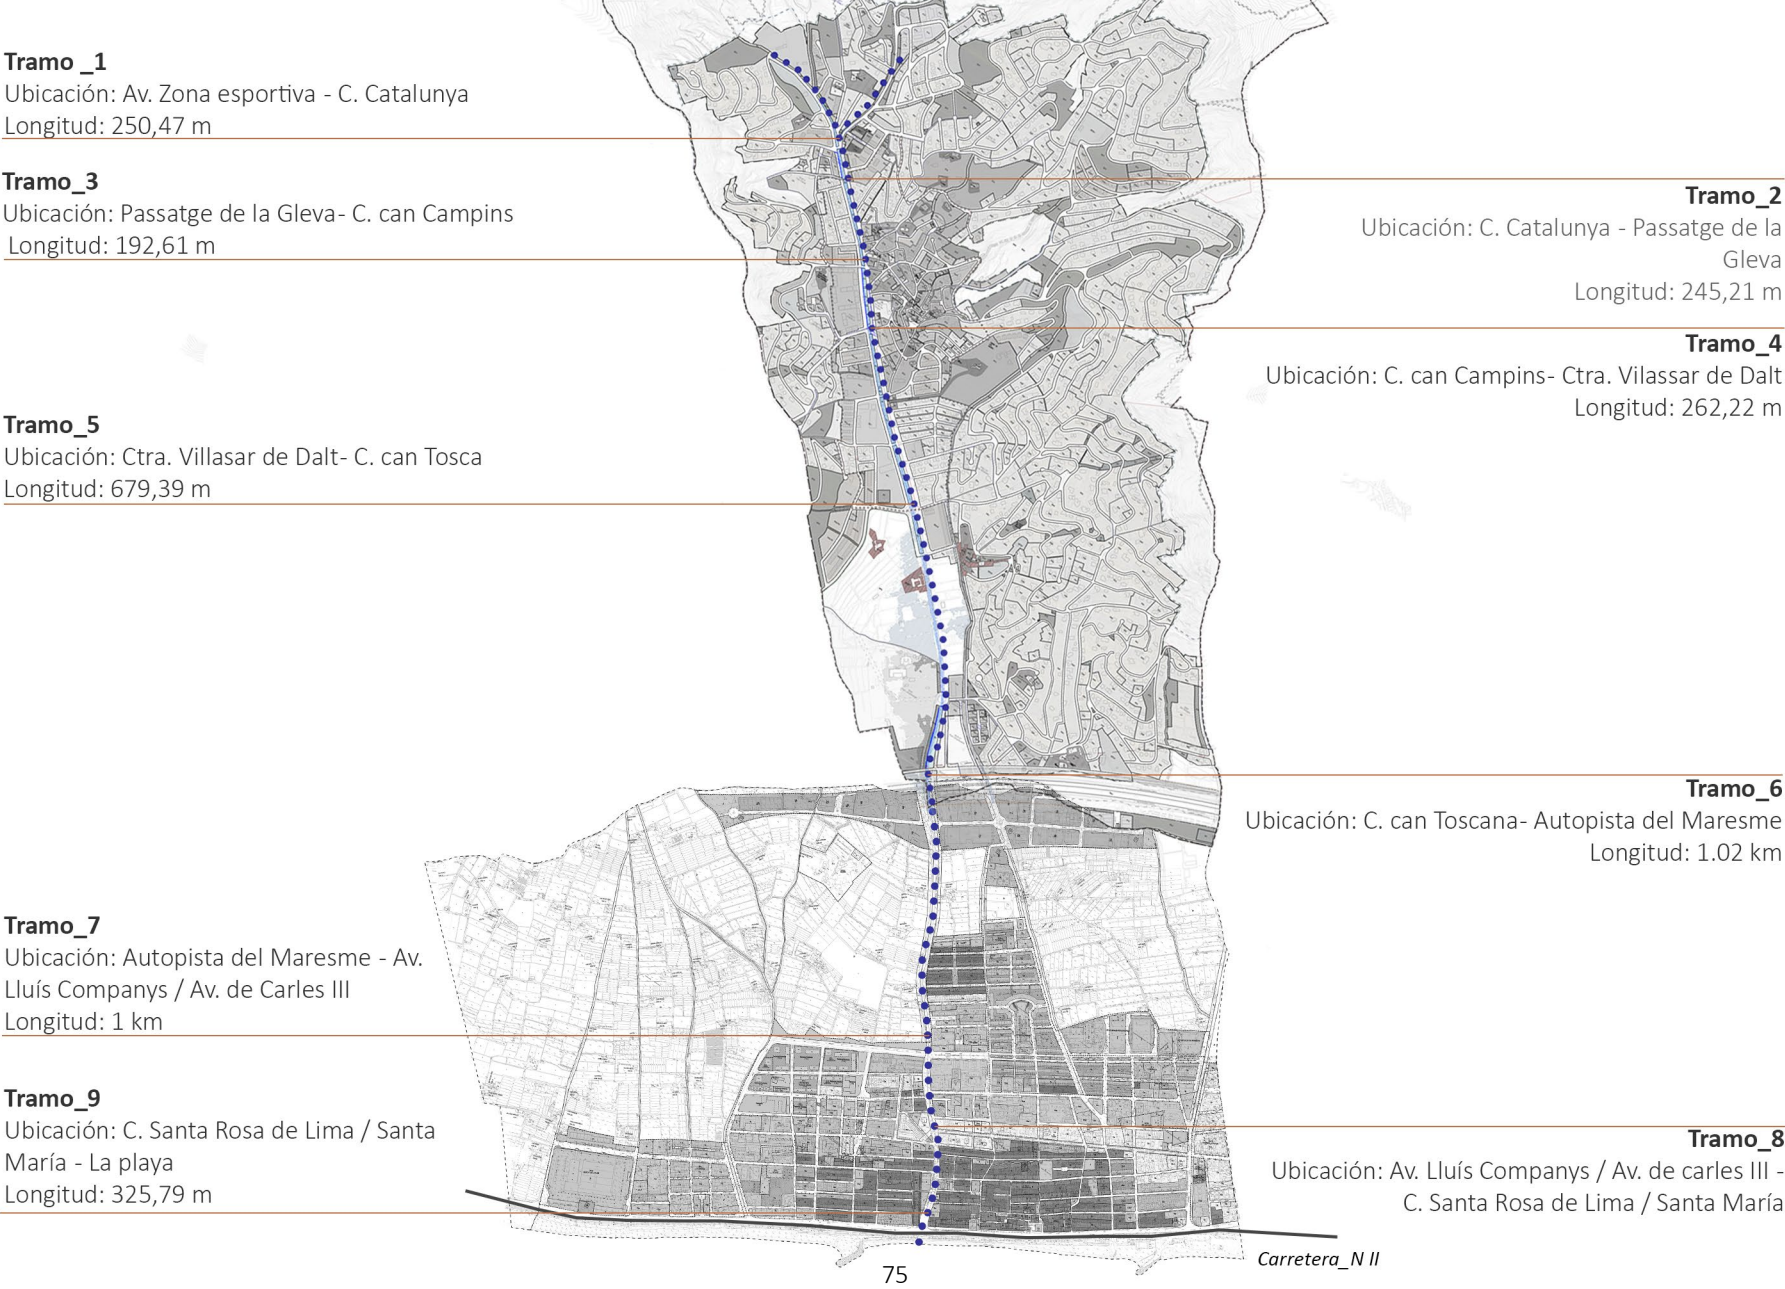 Tramo _1
Ubicación: Av. Zona esportiva - C. Catalunya
Longitud: 250,47 m
Tramo_3
Ubicación: Passatge de la Gleva- C. can Campins
Longitud: 192,61 m
Tramo_2
Ubicación: C. Catalunya - Passatge de la
Gleva
Longitud: 245,21 m
Tramo_4
Ubicación: C. can Campins- Ctra. Vilassar de Dalt
Longitud: 262,22 m
Tramo_5
Ubicación: Ctra. Villasar de Dalt- C. can Tosca
Longitud: 679,39 m
Tramo_6
Ubicación: C. can Toscana- Autopista del Maresme
Longitud: 1.02 km
Tramo_7
Ubicación: Autopista del Maresme - Av.
Lluís Companys / Av. de Carles III
Longitud: 1 km
Tramo_9
Ubicación: C. Santa Rosa de Lima / Santa
María - La playa
Longitud: 325,79 m
Tramo_8
Ubicación: Av. Lluís Companys / Av. de carles III -
C. Santa Rosa de Lima / Santa María
Carretera_N II
75